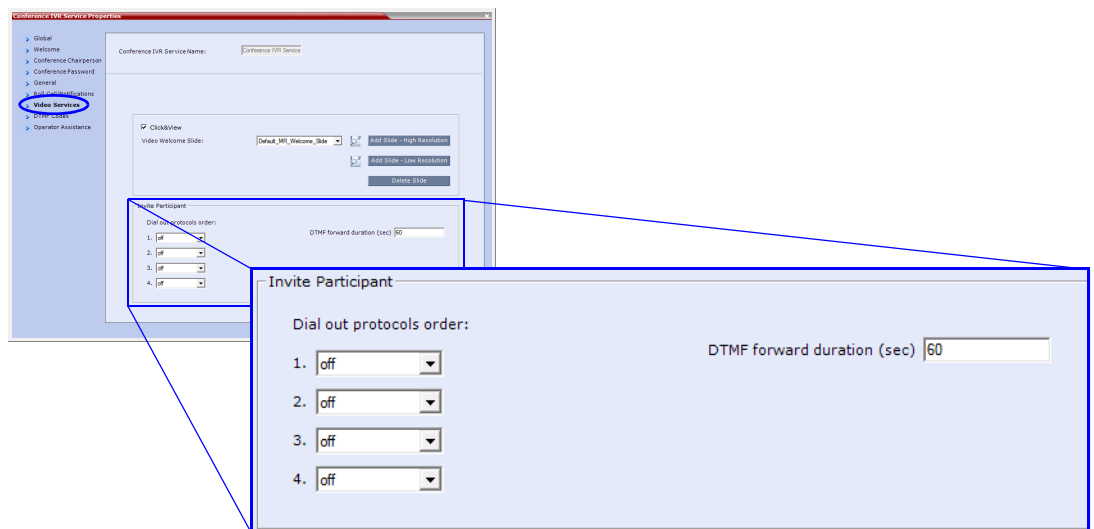 Conference IVR Service Properties
Global
Welcome
Conference Chairperson
Conference Password
General
Roll Call/Notifications
Video Services
DTMF Codes
Operator Assistance
Conference IVR Service Name: Conference IVR Service
Click&View
Video Welcome Slide: Default_MR_Welcome_Slide Add Slide - High Resolution
Add Slide - Low Resolution
Delete Slide
Invite Participant
Dial out protocols order:
DTMF forward duration (sec) 60
1. off
2. off
3. off
4. off
Invite Participant
Dial out protocols order:
DTMF forward duration (sec) 60
1. off
2. off
3. off
4. off